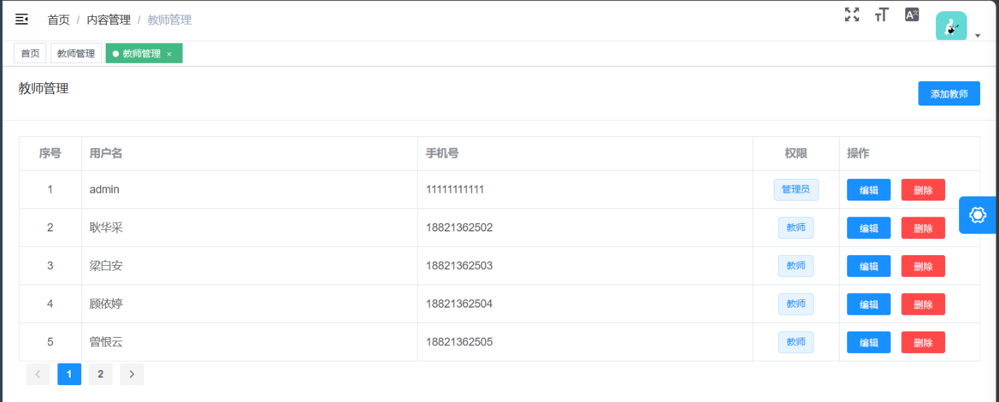 首页 / 内容管理 / 教师管理
首页 教师管理 教师管理 ×
教师管理
添加教师
序号 用户名 手机号 权限 操作
1 admin 11111111111 管理员 编辑 删除
2 耿华采 18821362502 教师 编辑 删除
3 梁白安 18821362503 教师 编辑 删除
4 顾依婷 18821362504 教师 编辑 删除
5 曾恨云 18821362505 教师 编辑 删除
1 2